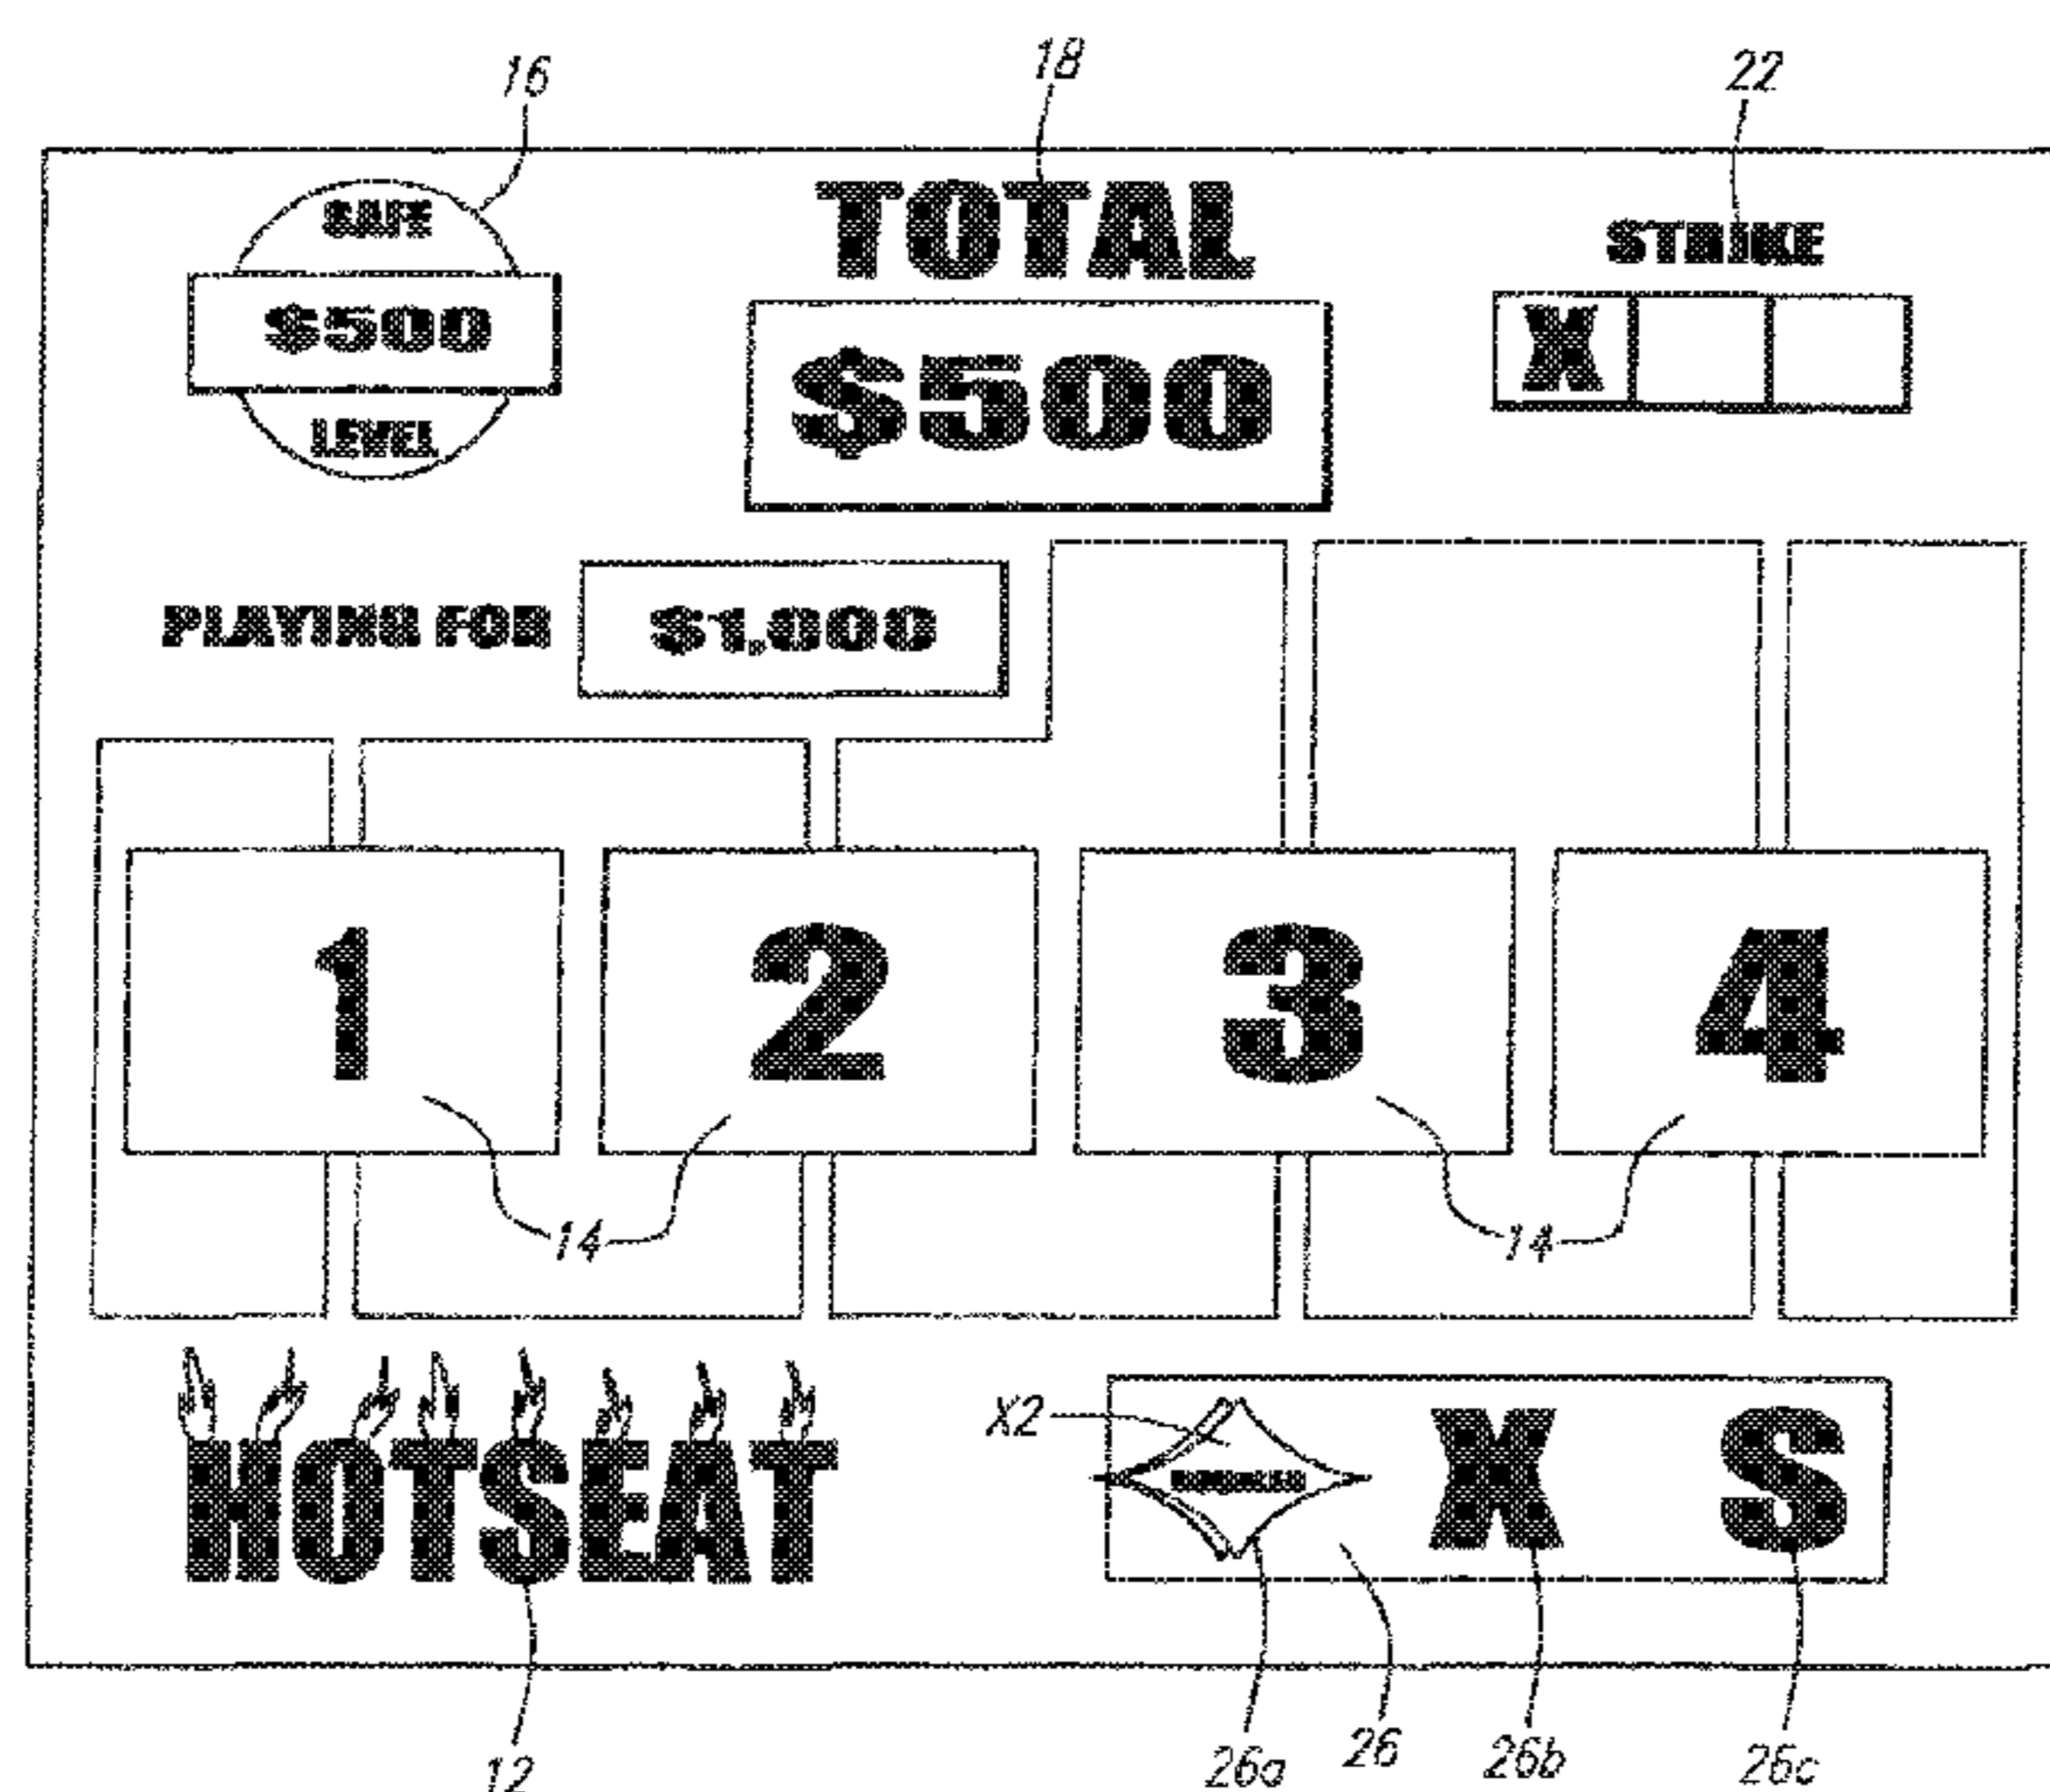 16 18 22
SAFE
TOTAL
STRIKE
$500
$500
X
LEVEL
PLAYING FOR $1,000
1 2 3 4
14 14
X2
HOTSEAT
X S
12 26a 26 26b 26c